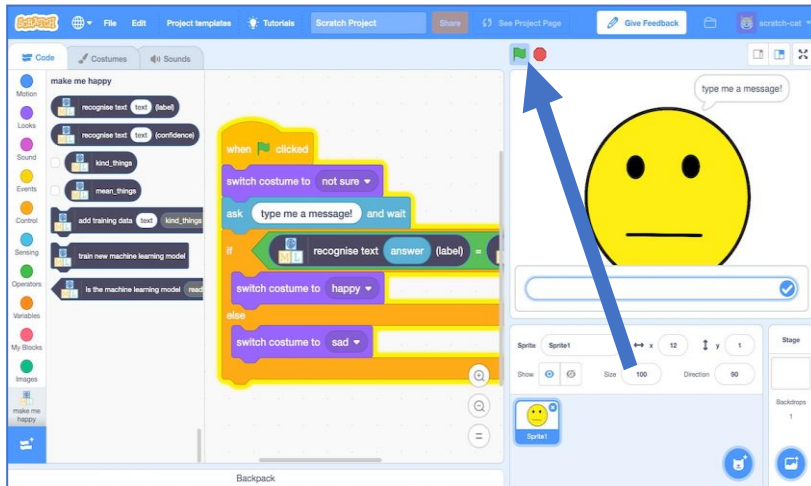 SCRATCH File Edit Project templates Tutorials Scratch Project Share See Project Page Give Feedback scratch-cat
Code Costumes Sounds
Motion
Looks
Sound
Events
Control
Sensing
Operators
Variables
My Blocks
Images
make me happy
make me happy
recognise text text (label)
recognise text text (confidence)
kind_things
mean_things
add training data text kind_things
train new machine learning model
Is the machine learning model
when clicked
switch costume to not sure
ask type me a message! and wait
if ML recognise text answer (label) =
switch costume to happy
else
switch costume to sad
type me a message!
Sprite Sprite1 x 12 y 1
Show Size 100 Direction 90
Sprite1
Stage
Backdrops
1
Backpack